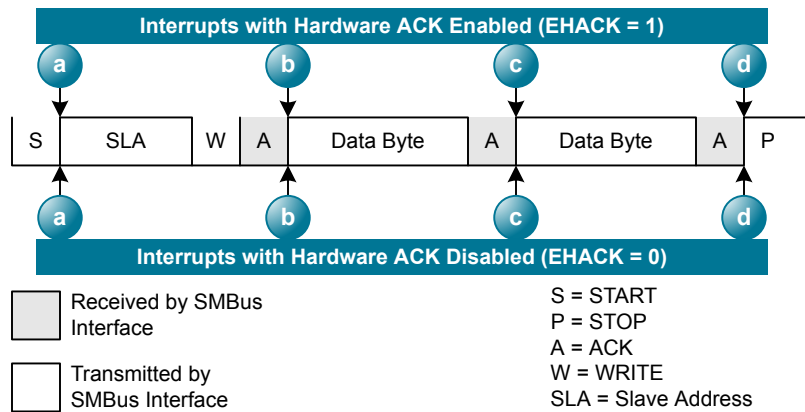 Interrupts with Hardware ACK Enabled (EHACK = 1)
a b c d
S SLA W A Data Byte A Data Byte A P
a b c d
Interrupts with Hardware ACK Disabled (EHACK = 0)
Received by SMBus
Interface
Transmitted by
SMBus Interface
S = START
P = STOP
A = ACK
W = WRITE
SLA = Slave Address